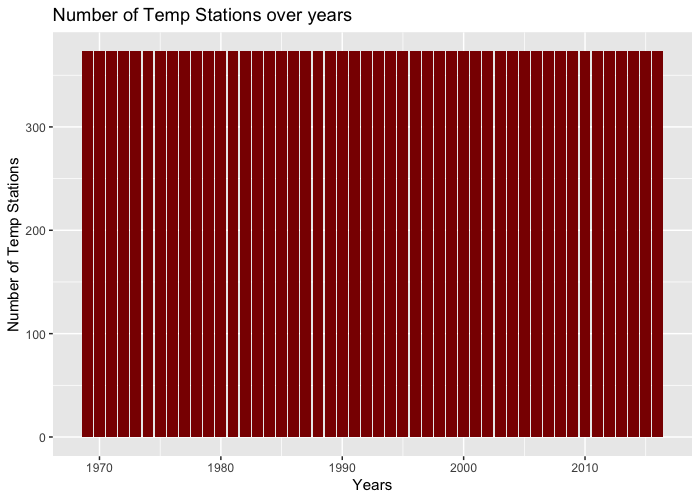 Number of Temp Stations over years
Number of Temp Stations
300
200
100
0
1970 1980 1990 2000 2010
Years